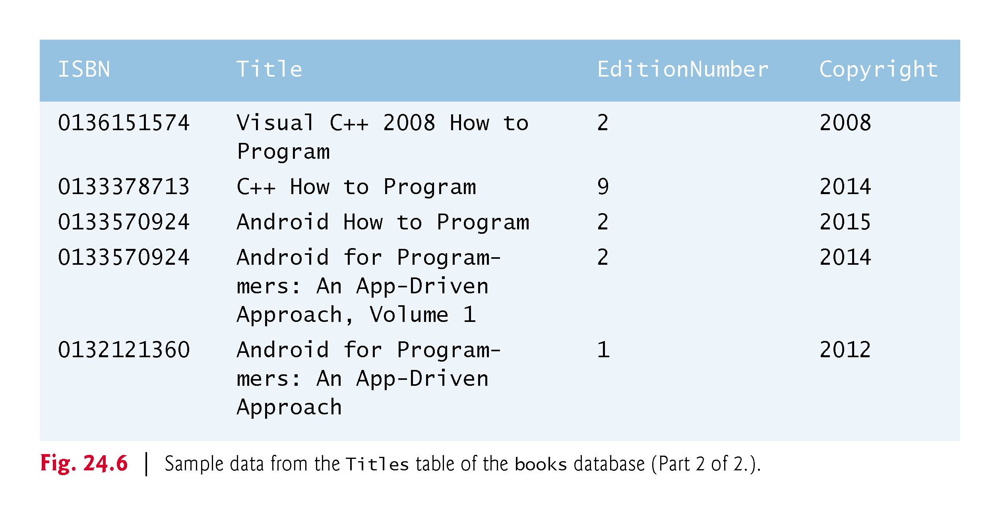 ISBN Title EditionNumber Copyright
0136151574 Visual C++ 2008 How to 2 2008
Program
0133378713 C++ How to Program 9 2014
0133570924 Android How to Program 2 2015
0133570924 Android for Program- 2 2014
mers: An App-Driven
Approach, Volume 1
0132121360 Android for Program- 1 2012
mers: An App-Driven
Approach
Fig. 24.6 | Sample data from the Titles table of the books database (Part 2 of 2.).